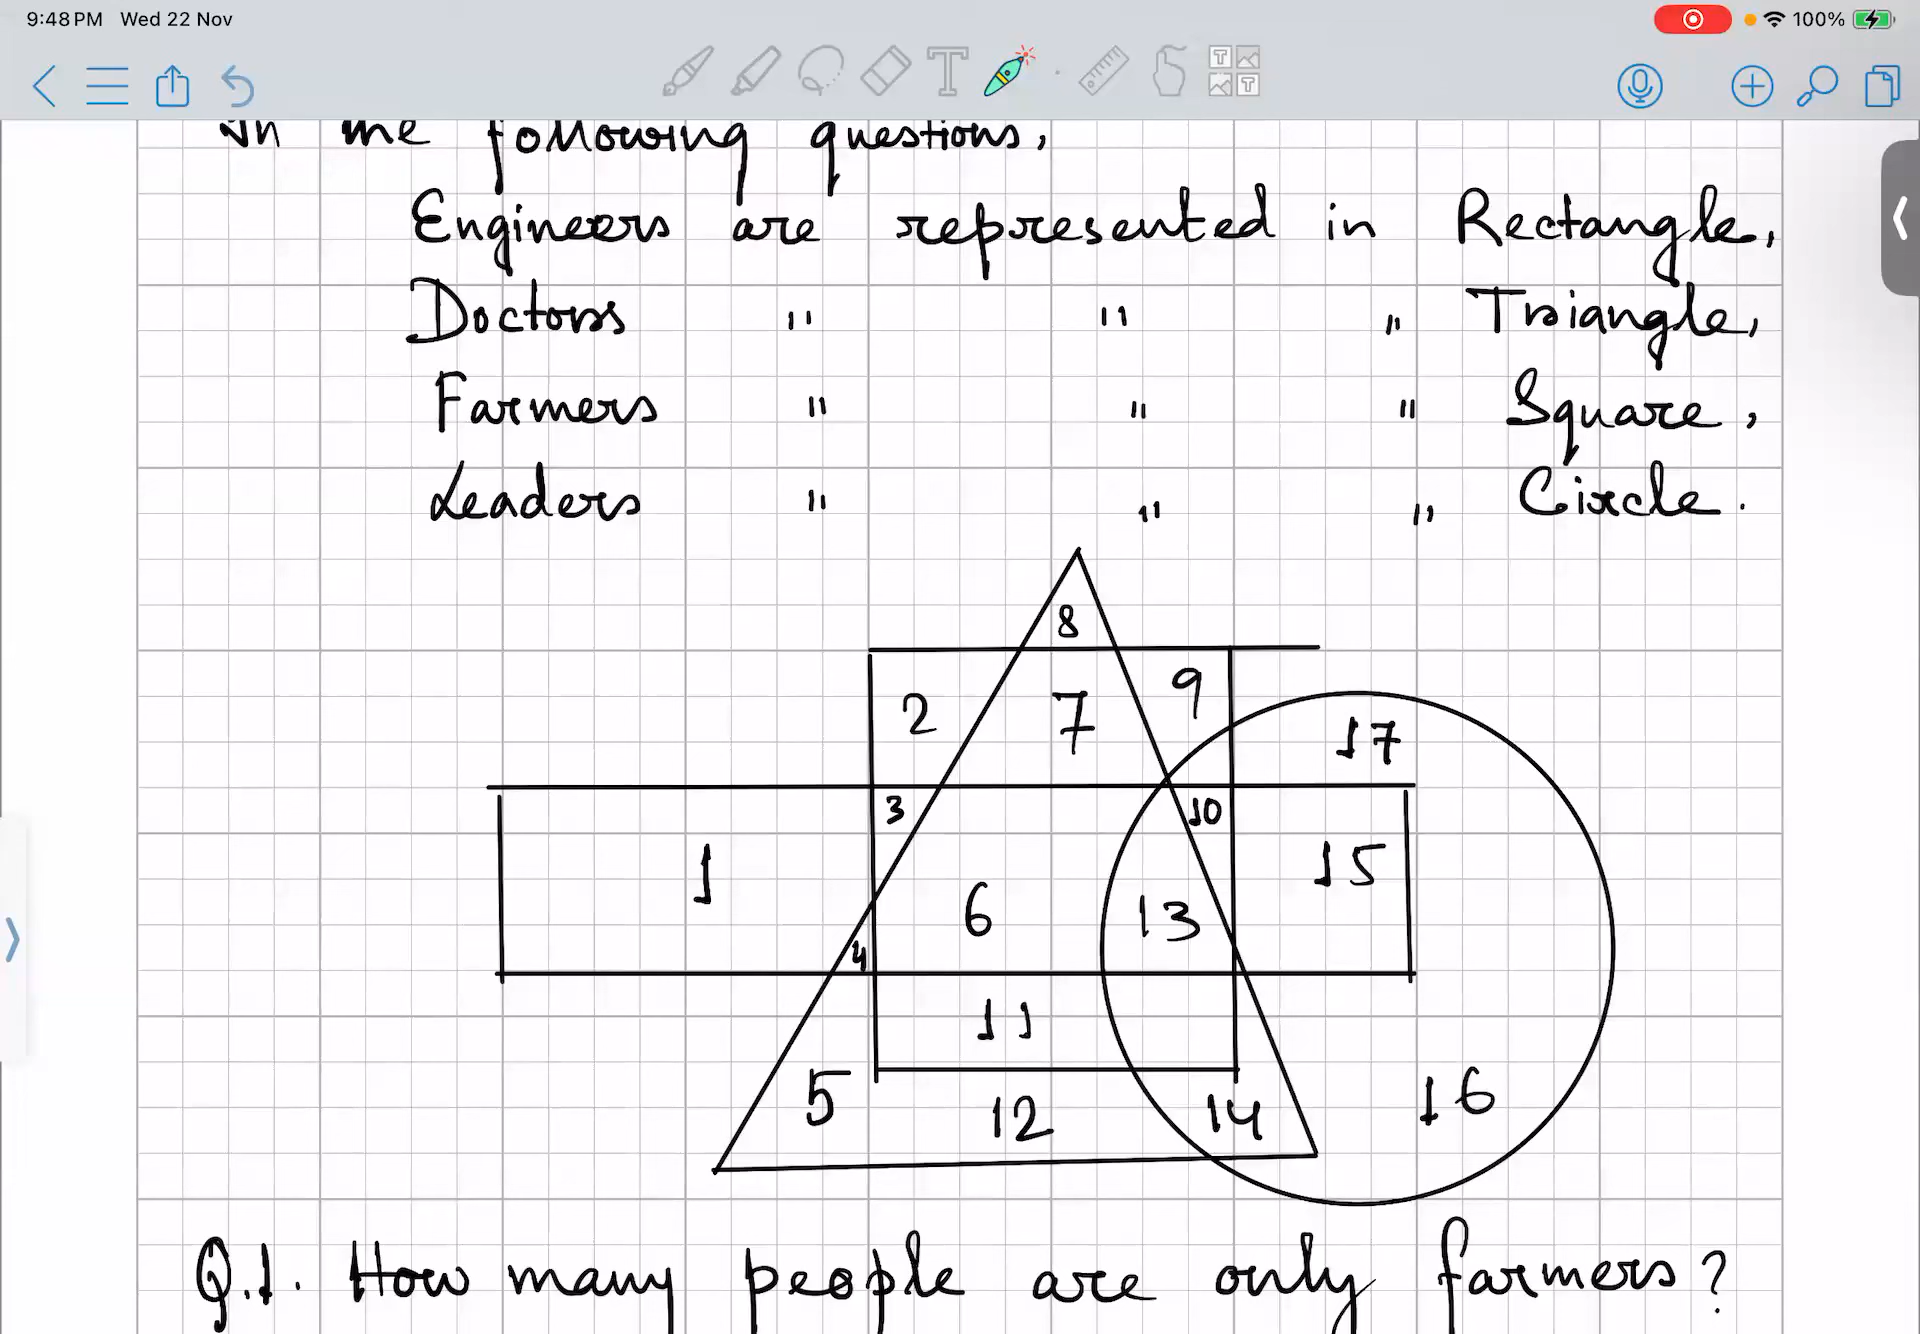 9:48 PM Wed 22 Nov
100%
In the following questions,
Engineers are represented in Rectangle,
Doctors " " " Triangle,
Farmers " " " Square,
Leaders " " " Circle.
8
2 7 9
17
3 10
1 15
6 13
4
11
5 12 14 16
Q.1. How many people are only farmers?